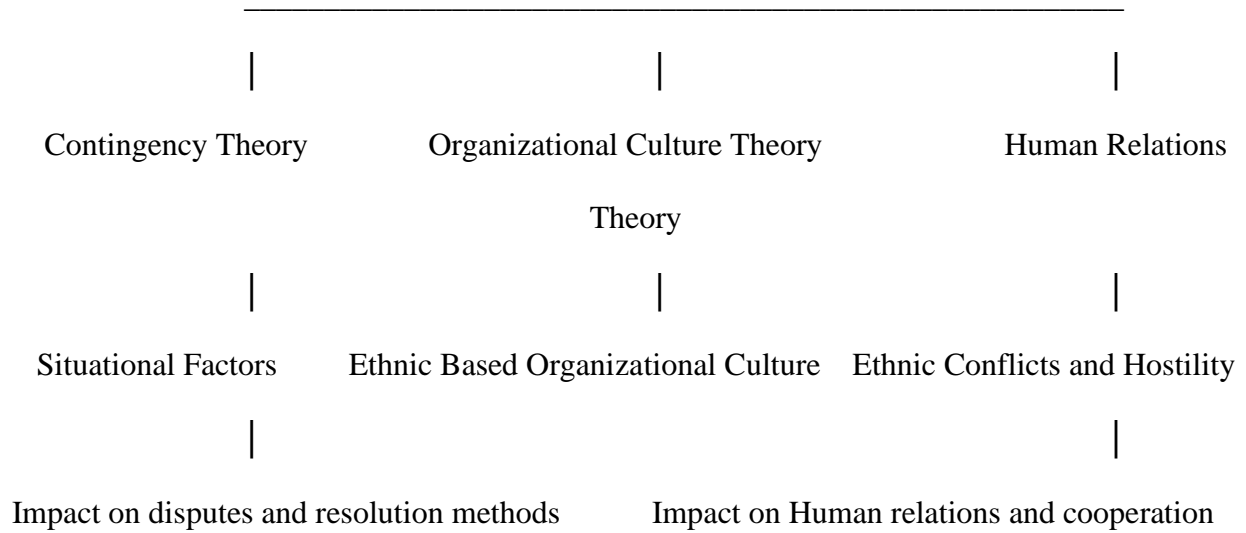 Contingency Theory Organizational Culture Theory Human Relations
Theory
Situational Factors Ethnic Based Organizational Culture Ethnic Conflicts and Hostility
Impact on disputes and resolution methods Impact on Human relations and cooperation